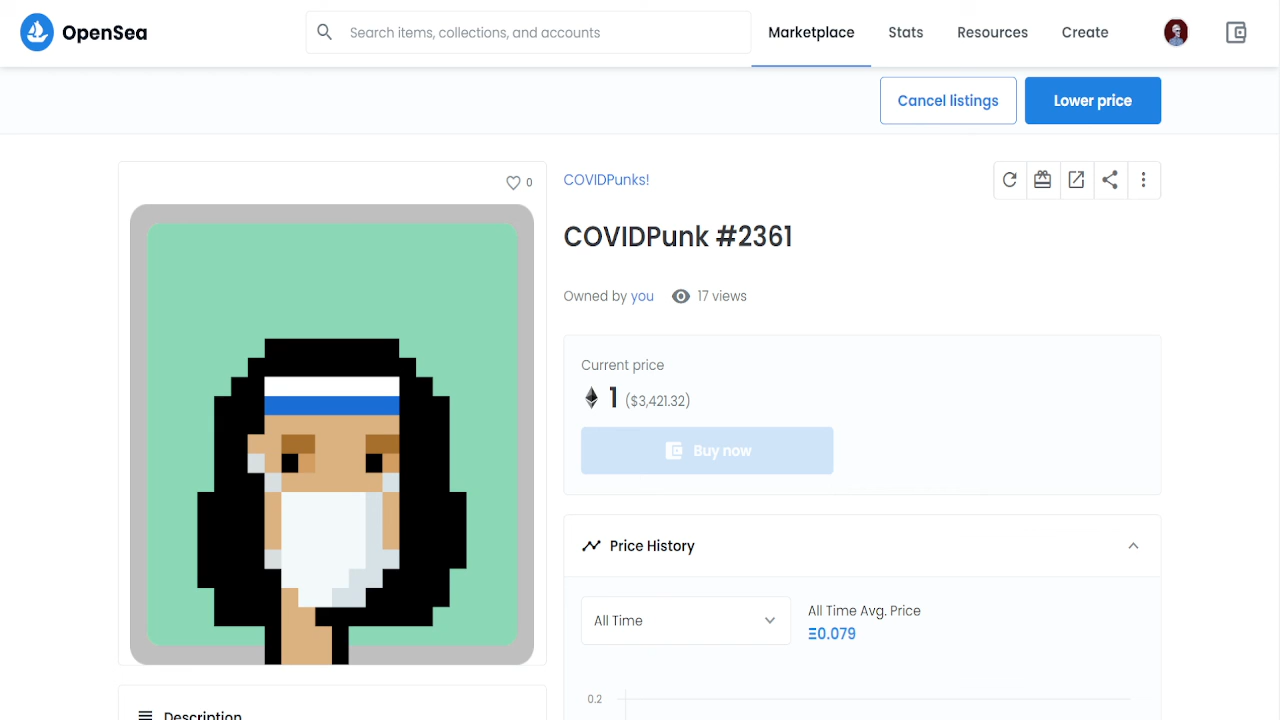 OpenSea
Search items, collections, and accounts
Marketplace
Stats
Resources
Create
Cancel listings
Lower price
0
COVIDPunks!
COVIDPunk #2361
Owned by you
17 views
Current price
1 ($3,421.32)
Buy now
Price History
All Time
All Time Avg. Price
Ξ0.079
0.2
Description